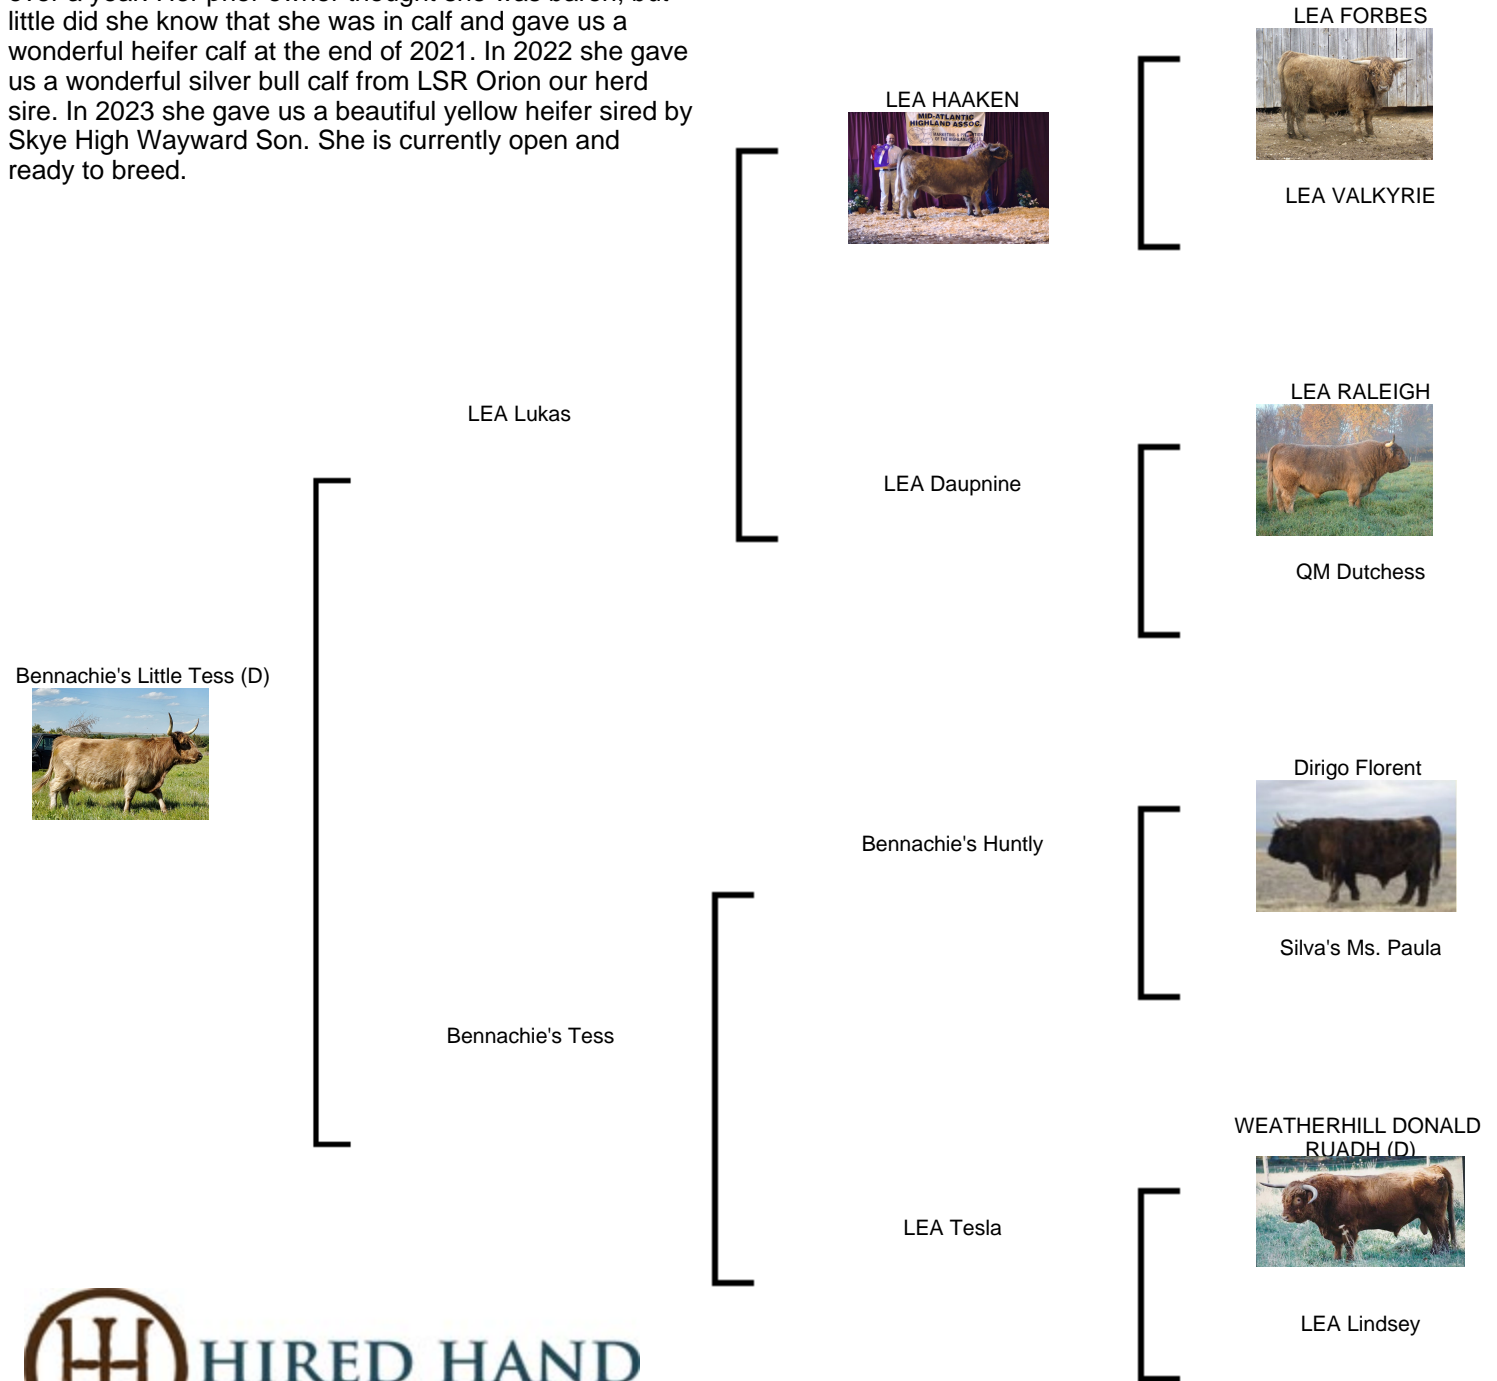 little did she know that she was in calf and gave us a
wonderful heifer calf at the end of 2021. In 2022 she gave
us a wonderful silver bull calf from LSR Orion our herd
sire. In 2023 she gave us a beautiful yellow heifer sired by
Skye High Wayward Son. She is currently open and
ready to breed.
LEA FORBES
LEA HAAKEN
MID-ATLANTIC
HIGHLAND ASSOC.
LEA VALKYRIE
LEA RALEIGH
LEA Lukas
LEA Daupnine
QM Dutchess
Bennachie's Little Tess (D)
Dirigo Florent
Bennachie's Huntly
Silva's Ms. Paula
Bennachie's Tess
WEATHERHILL DONALD
RUADH (D)
LEA Tesla
LEA Lindsey
HIRED HAND